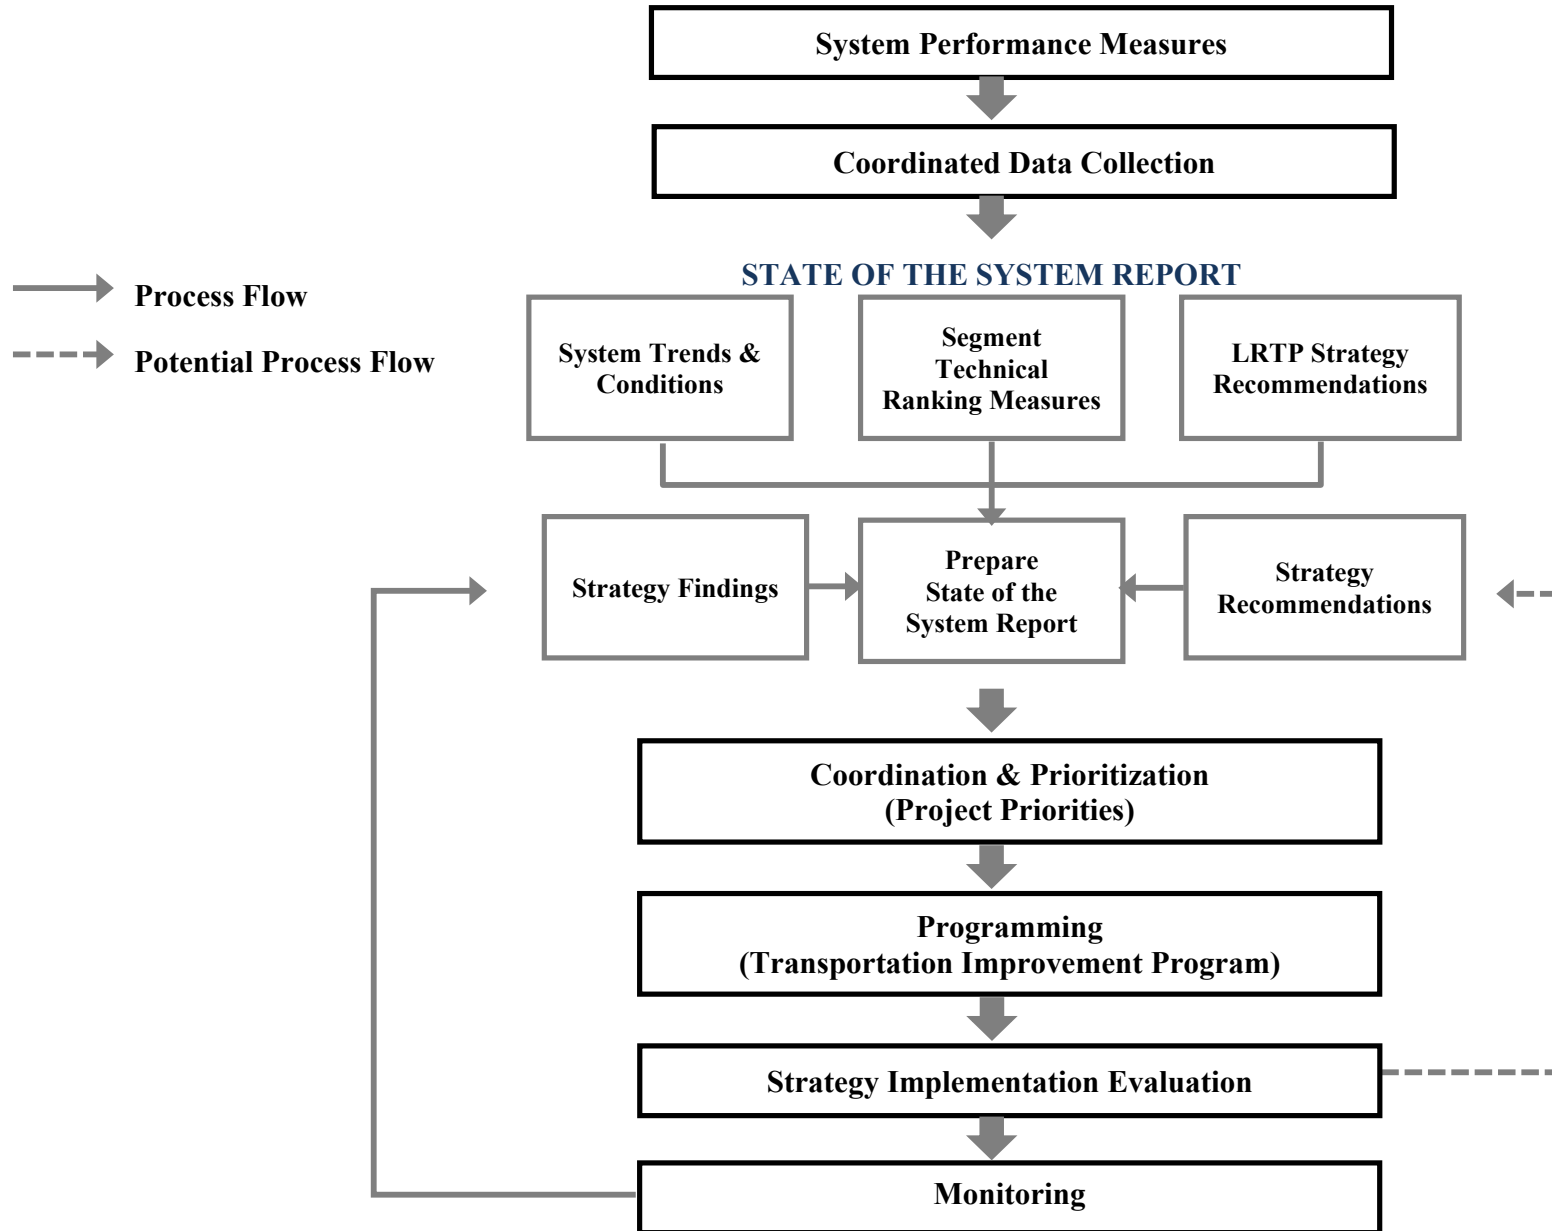 System Performance Measures
Coordinated Data Collection
STATE OF THE SYSTEM REPORT
Process Flow
Potential Process Flow
System Trends &
Conditions
Segment
Technical
Ranking Measures
LRTP Strategy
Recommendations
Strategy Findings
Prepare
State of the
System Report
Strategy
Recommendations
Coordination & Prioritization
(Project Priorities)
Programming
(Transportation Improvement Program)
Strategy Implementation Evaluation
Monitoring